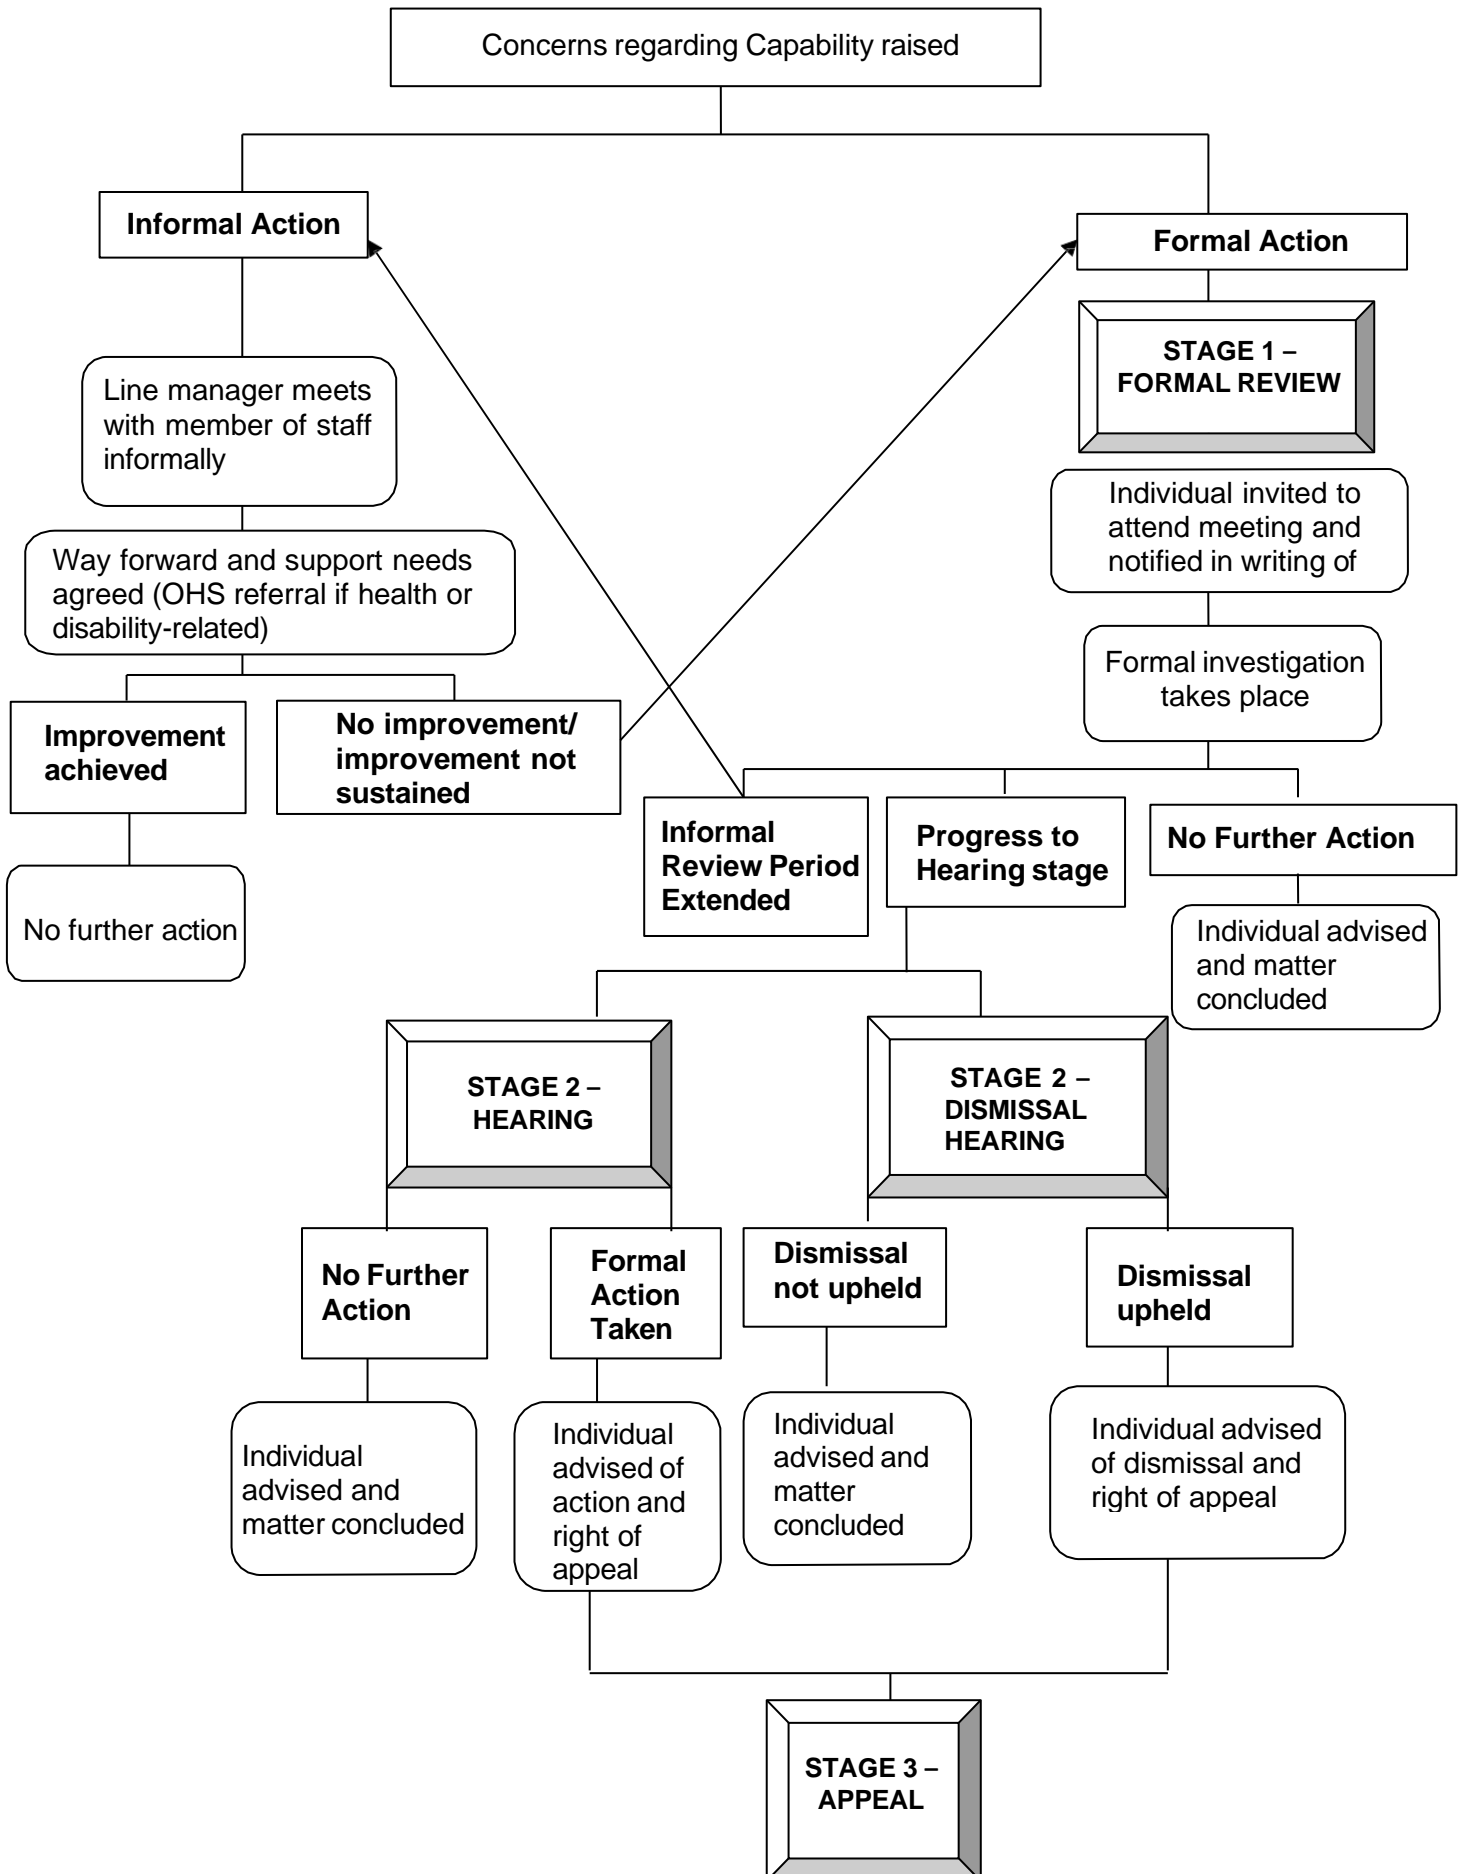 Concerns regarding Capability raised
Informal Action
Formal Action
STAGE 1 –
FORMAL REVIEW
Line manager meets
with member of staff
informally
Individual invited to
attend meeting and
notified in writing of
Way forward and support needs
agreed (OHS referral if health or
disability-related)
Formal investigation
takes place
Improvement
achieved
No improvement/
improvement not
sustained
Informal
Review Period
Extended
Progress to
Hearing stage
No Further Action
No further action
Individual advised
and matter
concluded
STAGE 2 –
HEARING
STAGE 2 –
DISMISSAL
HEARING
No Further
Action
Formal
Action
Taken
Dismissal
not upheld
Dismissal
upheld
Individual
advised and
matter concluded
Individual
advised of
action and
right of
appeal
Individual
advised and
matter
concluded
Individual advised
of dismissal and
right of appeal
STAGE 3 –
APPEAL